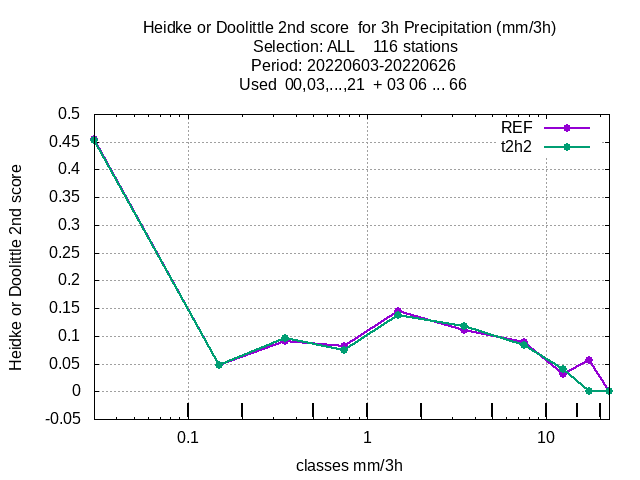 Heidke or Doolittle 2nd score  for 3h Precipitation (mm/3h)
Selection: ALL    116 stations
Period: 20220603-20220626
Used  00,03,...,21  + 03 06 ... 66
REF
t2h2
Heidke or Doolittle 2nd score
0.5
0.45
0.4
0.35
0.3
0.25
0.2
0.15
0.1
0.05
0
-0.05
0.1
1
10
classes mm/3h